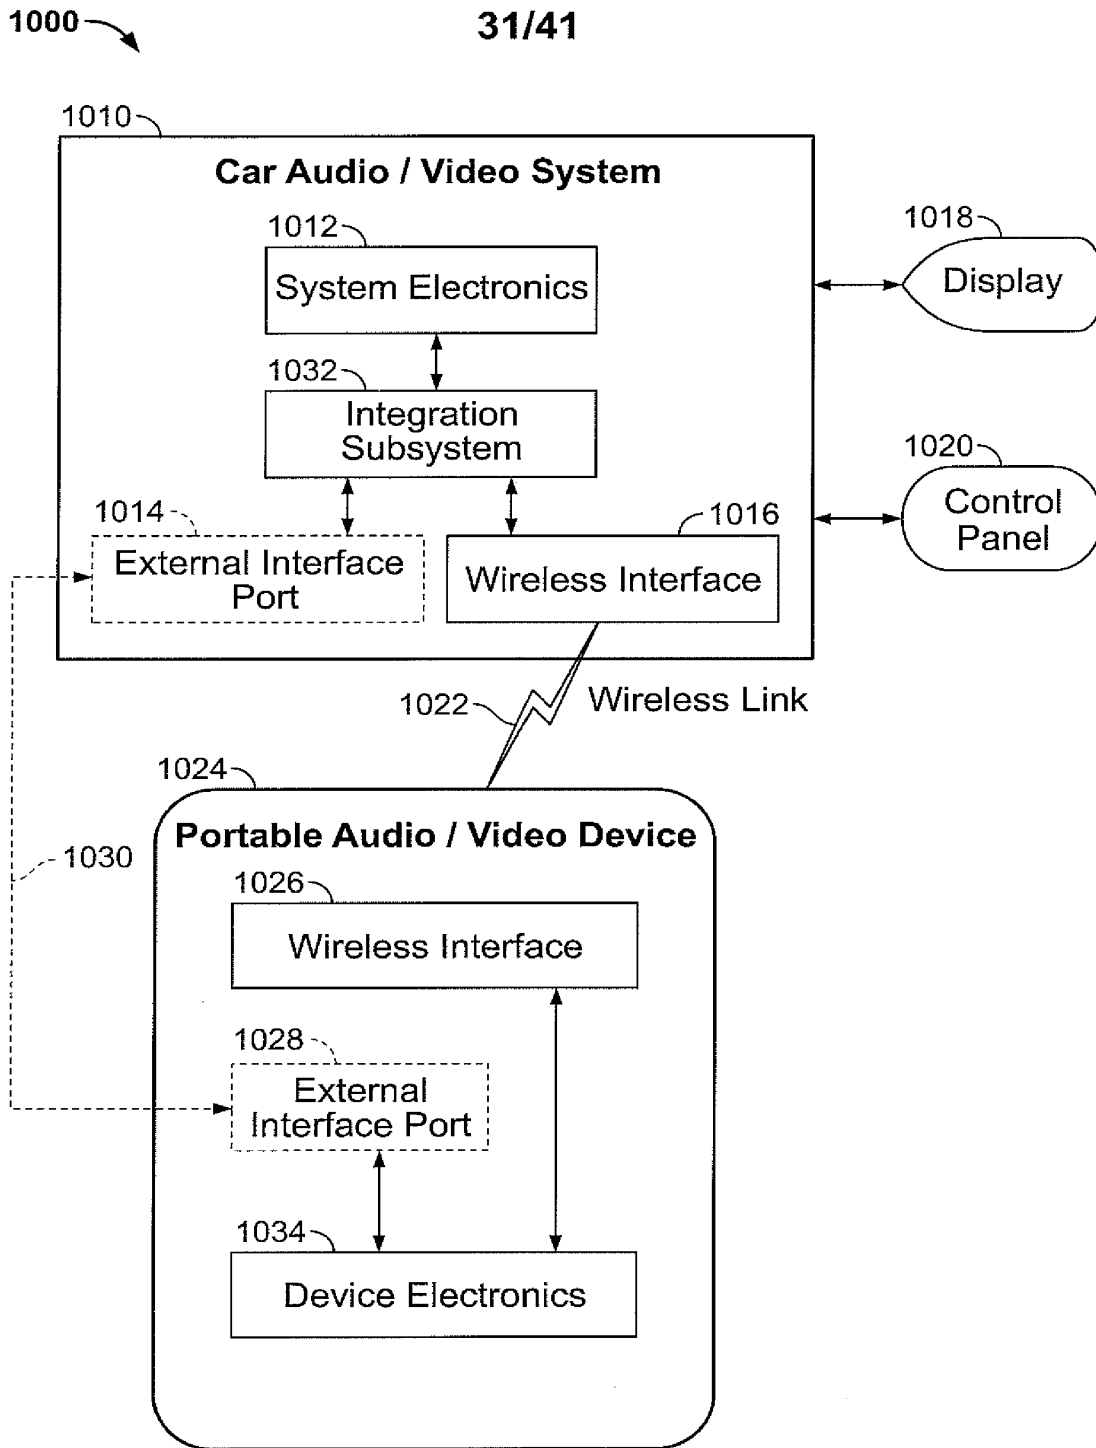 1000
31/41
1010
Car Audio / Video System
1012
System Electronics
1018
Display
1032
Integration
Subsystem
1020
Control
Panel
1014
External Interface
Port
1016
Wireless Interface
1022
Wireless Link
1024
Portable Audio / Video Device
1030
1026
Wireless Interface
1028
External
Interface Port
1034
Device Electronics